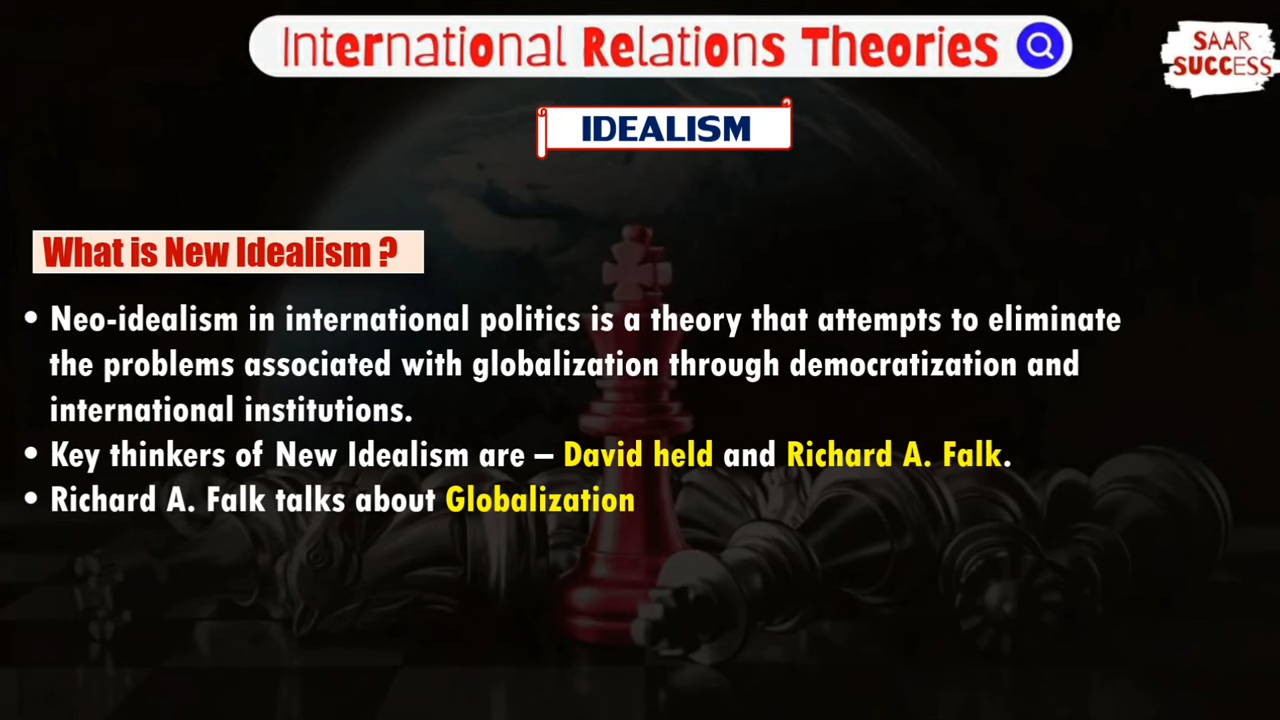 International Relations Theories
SAAR
SUCCESS
IDEALISM
What is New Idealism ?
• Neo-idealism in international politics is a theory that attempts to eliminate
the problems associated with globalization through democratization and
international institutions.
• Key thinkers of New Idealism are – David held and Richard A. Falk.
• Richard A. Falk talks about Globalization